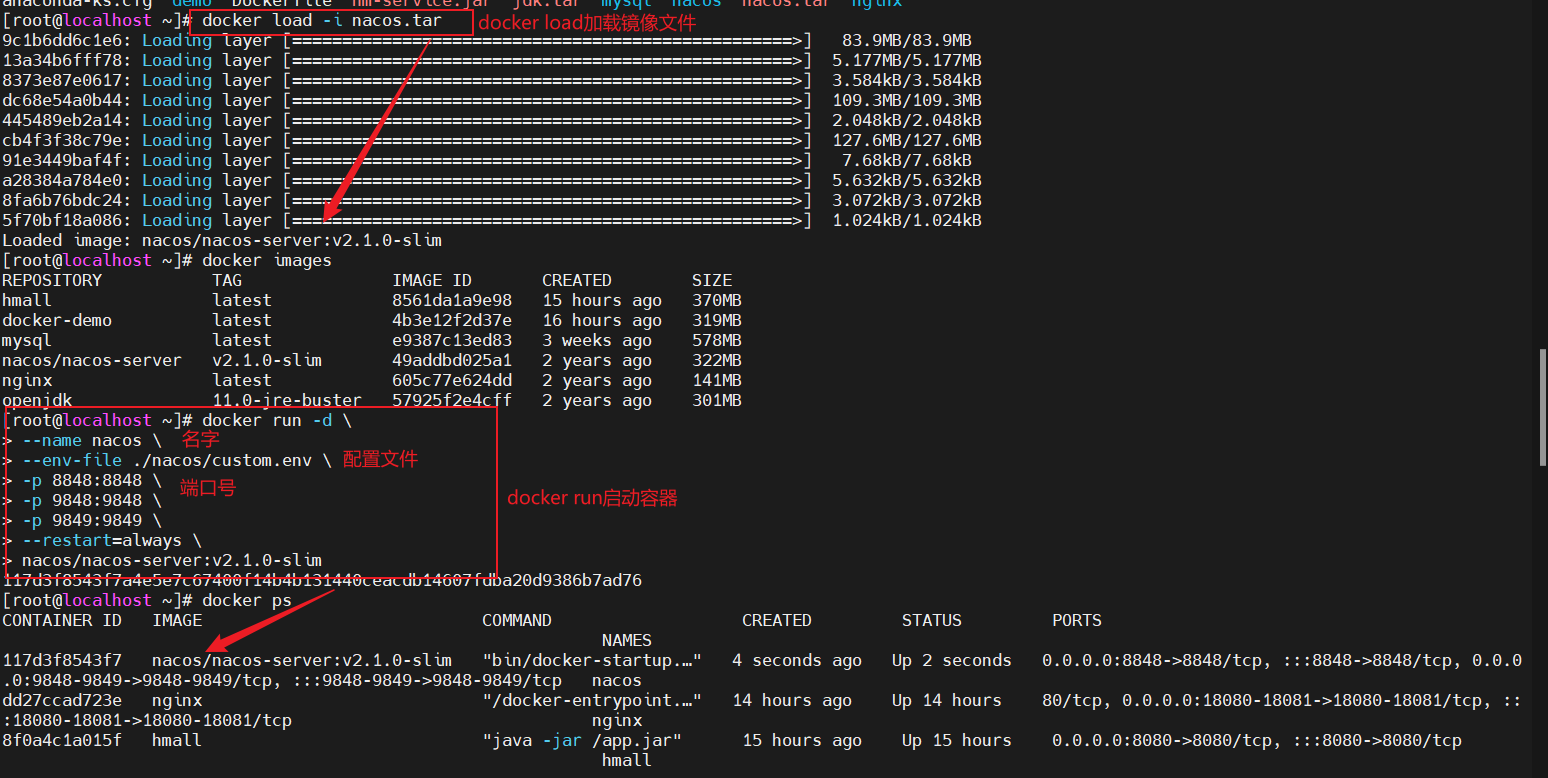 anaconda-ks.cfg  demo  Dockerfile  hm-service.jar  jdk.tar  mysql  nacos  nacos.tar  nginx
[root@localhost ~]# docker load -i nacos.tar docker load加载镜像文件
9c1b6dd6c1e6: Loading layer [==================================================>]   83.9MB/83.9MB
13a34b6fff78: Loading layer [==================================================>]  5.177MB/5.177MB
8373e87e0617: Loading layer [==================================================>]  3.584kB/3.584kB
dc68e54a0b44: Loading layer [==================================================>]  109.3MB/109.3MB
445489eb2a14: Loading layer [==================================================>]  2.048kB/2.048kB
cb4f3f38c79e: Loading layer [==================================================>]  127.6MB/127.6MB
91e3449baf4f: Loading layer [==================================================>]   7.68kB/7.68kB
a28384a784e0: Loading layer [==================================================>]  5.632kB/5.632kB
8fa6b76bdc24: Loading layer [==================================================>]  3.072kB/3.072kB
5f70bf18a086: Loading layer [==================================================>]  1.024kB/1.024kB
Loaded image: nacos/nacos-server:v2.1.0-slim
[root@localhost ~]# docker images
REPOSITORY           TAG               IMAGE ID       CREATED        SIZE
hmall                latest            8561da1a9e98   15 hours ago   370MB
docker-demo          latest            4b3e12f2d37e   16 hours ago   319MB
mysql                latest            e9387c13ed83   3 weeks ago    578MB
nacos/nacos-server   v2.1.0-slim       49addbd025a1   2 years ago    322MB
nginx                latest            605c77e624dd   2 years ago    141MB
openjdk              11.0-jre-buster   57925f2e4cff   2 years ago    301MB
[root@localhost ~]# docker run -d \
> --name nacos \ 名字
> --env-file ./nacos/custom.env \ 配置文件
> -p 8848:8848 \ 端口号
> -p 9848:9848 \ docker run启动容器
> -p 9849:9849 \
> --restart=always \
> nacos/nacos-server:v2.1.0-slim
117d3f8543f7a4e5e7c67400f14b4b131440ceacdb14607fdba20d9386b7ad76
[root@localhost ~]# docker ps
CONTAINER ID   IMAGE                            COMMAND                   CREATED         STATUS         PORTS
NAMES
117d3f8543f7   nacos/nacos-server:v2.1.0-slim   "bin/docker-startup.…"   4 seconds ago   Up 2 seconds   0.0.0.0:8848->8848/tcp, :::8848->8848/tcp, 0.0.0
.0:9848-9849->9848-9849/tcp, :::9848-9849->9848-9849/tcp   nacos
dd27ccad723e   nginx                            "/docker-entrypoint.…"   14 hours ago    Up 14 hours    80/tcp, 0.0.0.0:18080-18081->18080-18081/tcp, ::
:18080-18081->18080-18081/tcp                              nginx
8f0a4c1a015f   hmall                            "java -jar /app.jar"      15 hours ago    Up 15 hours    0.0.0.0:8080->8080/tcp, :::8080->8080/tcp
hmall